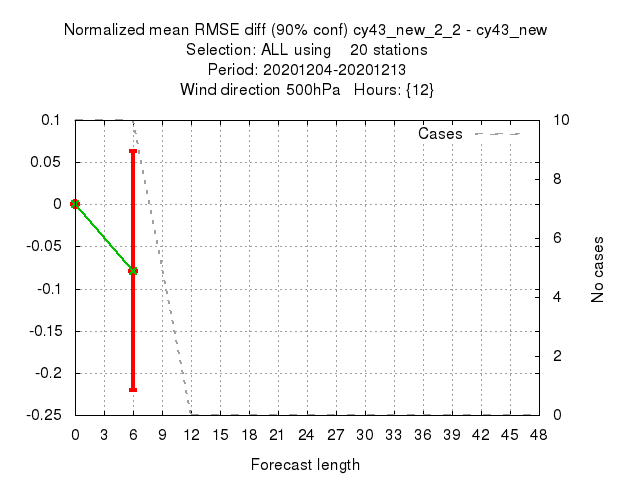 Normalized mean RMSE diff (90% conf) cy43_new_2_2 - cy43_new
Selection: ALL using 20 stations
Period: 20201204-20201213
Wind direction 500hPa Hours: {12}
Cases
0.1
0.05
0
-0.05
-0.1
-0.15
-0.2
-0.25
10
8
6
4
2
0
No cases
0 3 6 9 12 15 18 21 24 27 30 33 36 39 42 45 48
Forecast length